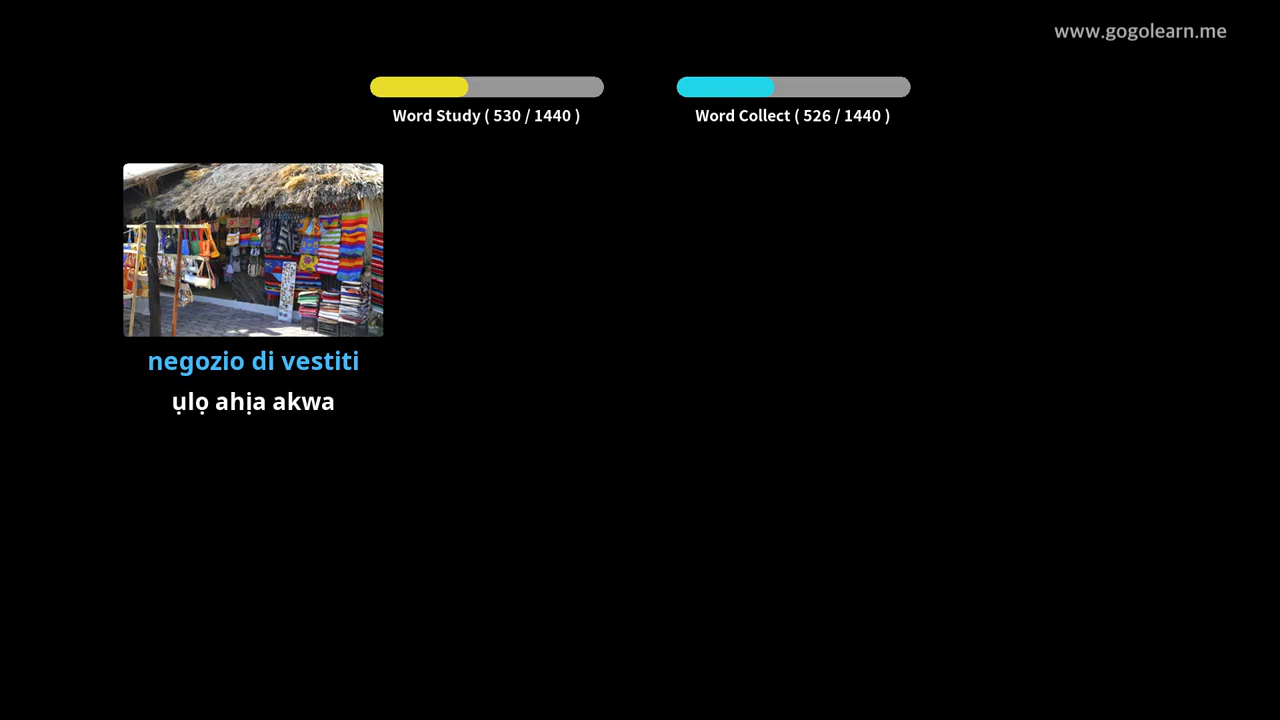 www.gogolearn.me
Word Study ( 530 / 1440 )
Word Collect ( 526 / 1440 )
negozio di vestiti
ụlọ ahịa akwa